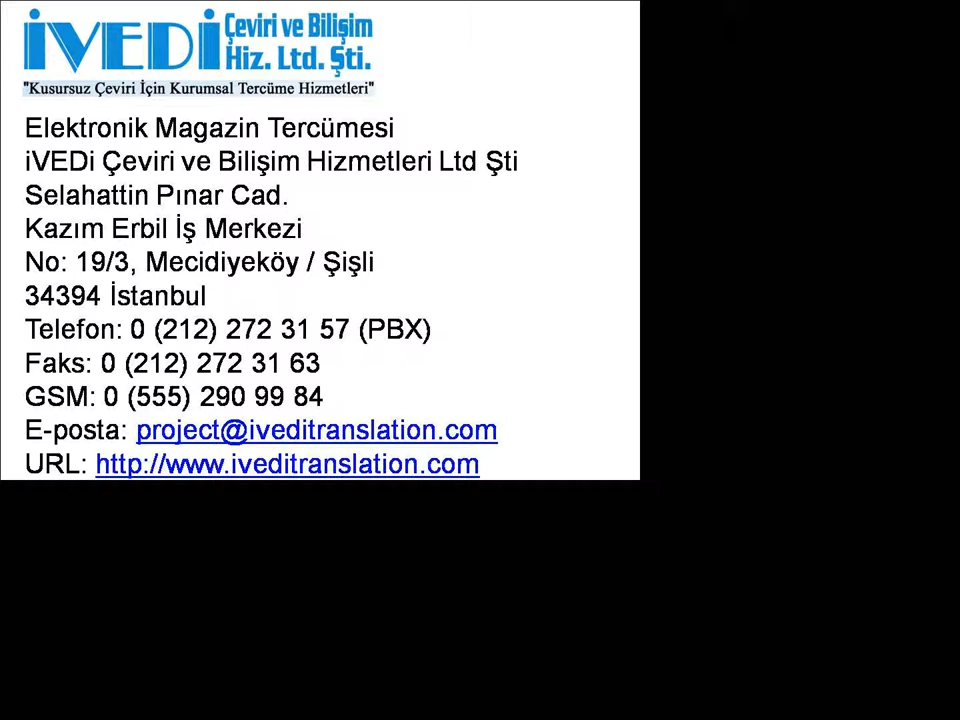 İVEDİ Çeviri ve Bilişim
Hiz. Ltd. Şti.
"Kusursuz Çeviri İçin Kurumsal Tercüme Hizmetleri"
Elektronik Magazin Tercümesi
iVEDi Çeviri ve Bilişim Hizmetleri Ltd Şti
Selahattin Pınar Cad.
Kazım Erbil İş Merkezi
No: 19/3, Mecidiyeköy / Şişli
34394 İstanbul
Telefon: 0 (212) 272 31 57 (PBX)
Faks: 0 (212) 272 31 63
GSM: 0 (555) 290 99 84
E-posta: project@iveditranslation.com
URL: http://www.iveditranslation.com